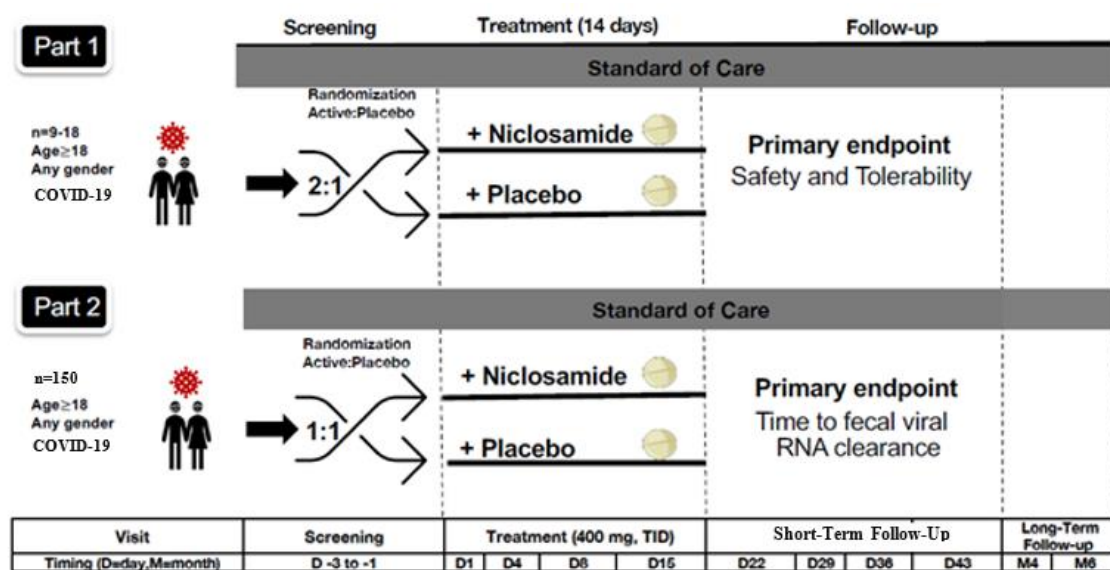 Screening Treatment (14 days) Follow-up
Part 1
Standard of Care
Randomization
Active:Placebo
n=9-18
Age≥18
Any gender
COVID-19
2:1
+ Niclosamide
+ Placebo
Primary endpoint
Safety and Tolerability
Part 2
Standard of Care
Randomization
Active:Placebo
n=150
Age≥18
Any gender
COVID-19
1:1
+ Niclosamide
+ Placebo
Primary endpoint
Time to fecal viral
RNA clearance
Visit Screening Treatment (400 mg, TID) Short-Term Follow-Up Long-Term
Follow-up
Timing (D=day,M=month) D -3 to -1 D1 D4 D8 D15 D22 D29 D36 D43 M4 M6